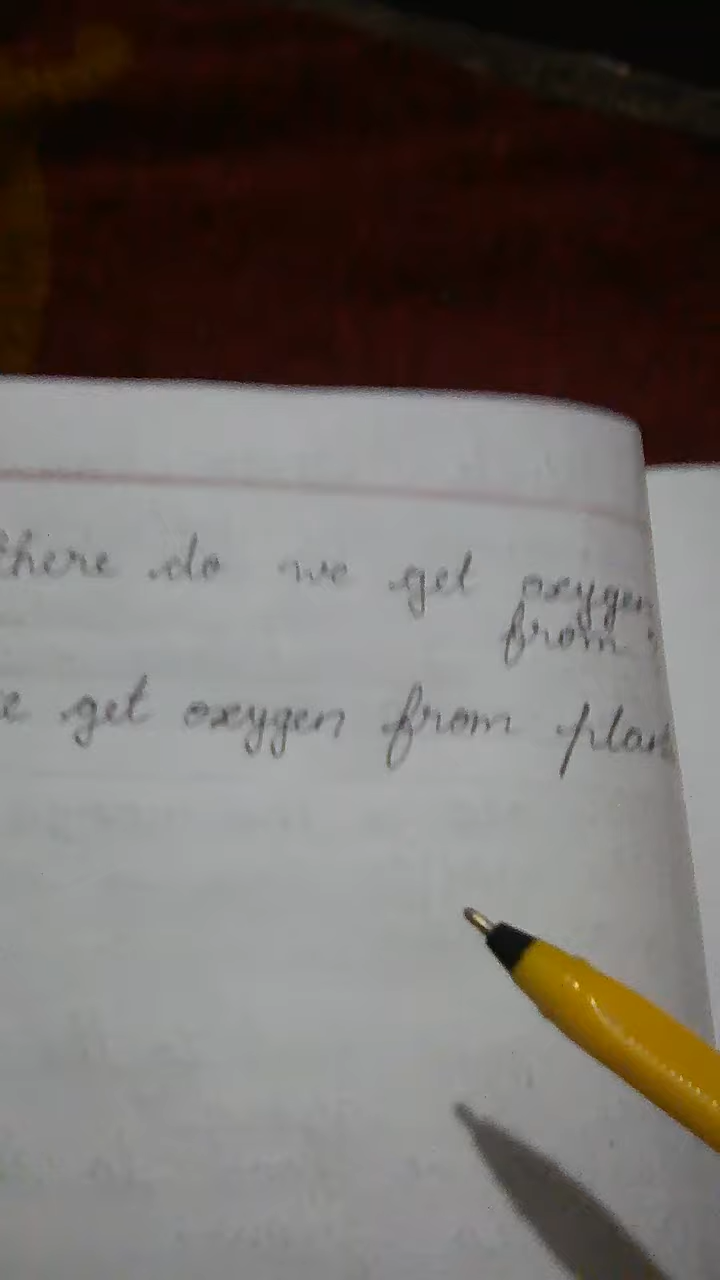 here do we get oxygen
from?
e get oxygen from plan